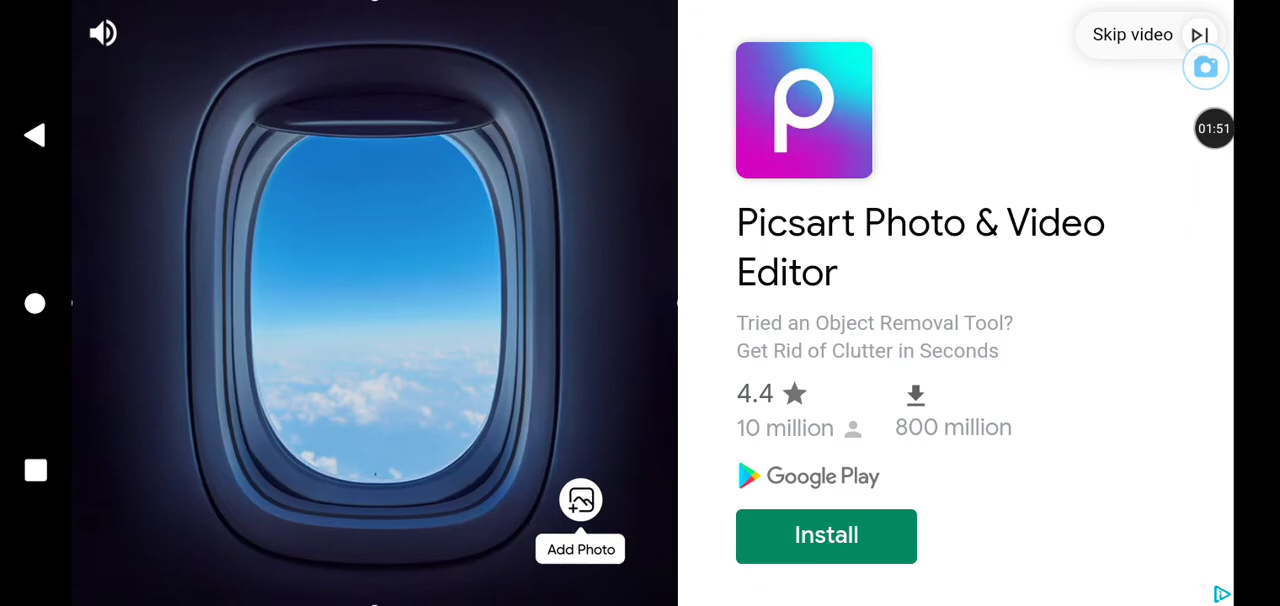 Skip video
01:51
Picsart Photo & Video
Editor
Tried an Object Removal Tool?
Get Rid of Clutter in Seconds
4.4
10 million 800 million
Google Play
Install
Add Photo